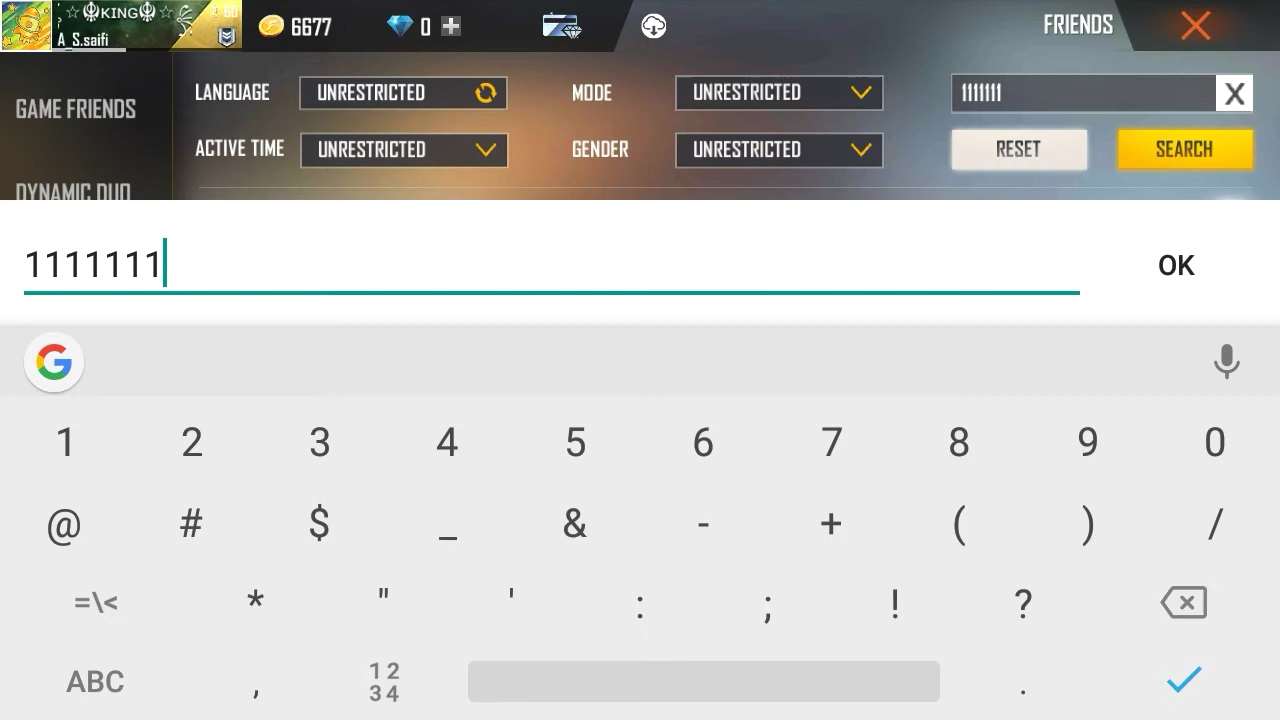 ☆☬KING☬☆
A_S.saifi
6677
0
FRIENDS
GAME FRIENDS
DYNAMIC DUO
LANGUAGE UNRESTRICTED MODE UNRESTRICTED 1111111 X
ACTIVE TIME UNRESTRICTED GENDER UNRESTRICTED RESET SEARCH
1111111 OK
G
1 2 3 4 5 6 7 8 9 0
@ # $ _ & - + ( ) /
=\< * " ' : ; ! ?
ABC , 12 34 .